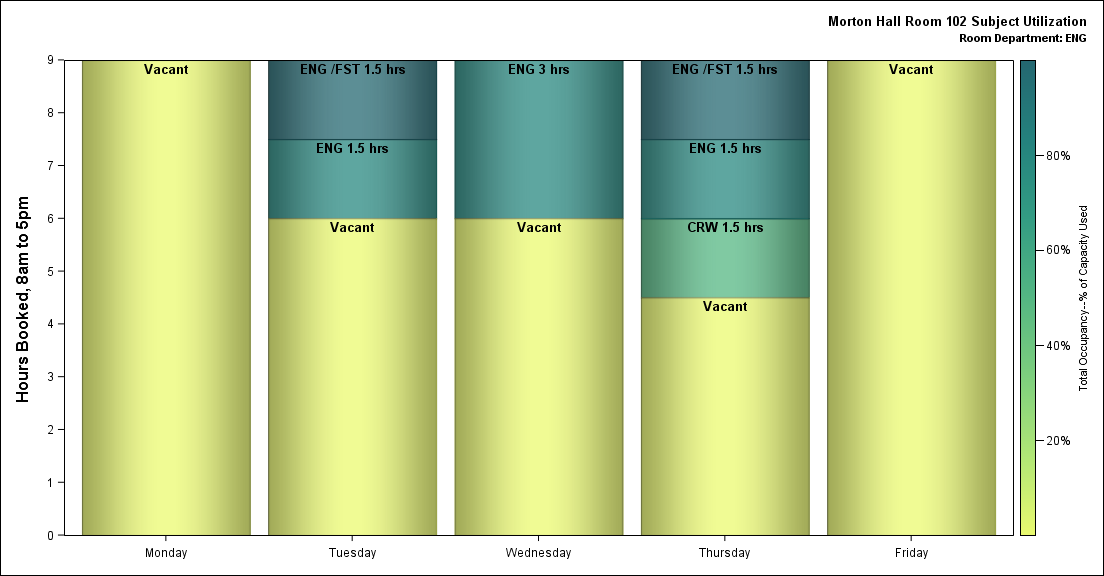 Morton Hall Room 102 Subject Utilization
Room Department: ENG
Hours Booked, 8am to 5pm
9
8
7
6
5
4
3
2
1
0
Vacant
ENG /FST 1.5 hrs
ENG 1.5 hrs
Vacant
ENG 3 hrs
Vacant
ENG /FST 1.5 hrs
ENG 1.5 hrs
CRW 1.5 hrs
Vacant
Vacant
Monday
Tuesday
Wednesday
Thursday
Friday
80%
60%
40%
20%
Total Occupancy--% of Capacity Used